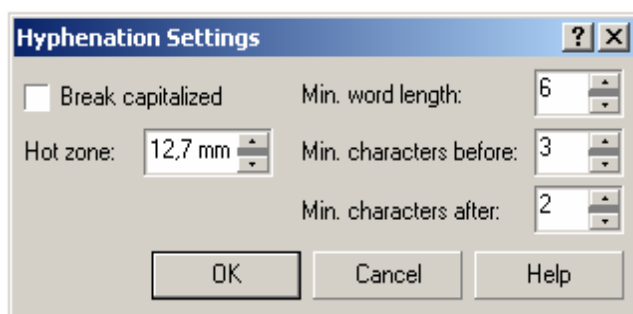 Hyphenation Settings
Break capitalized
Min. word length: 6
Hot zone: 12,7 mm
Min. characters before: 3
Min. characters after: 2
OK Cancel Help